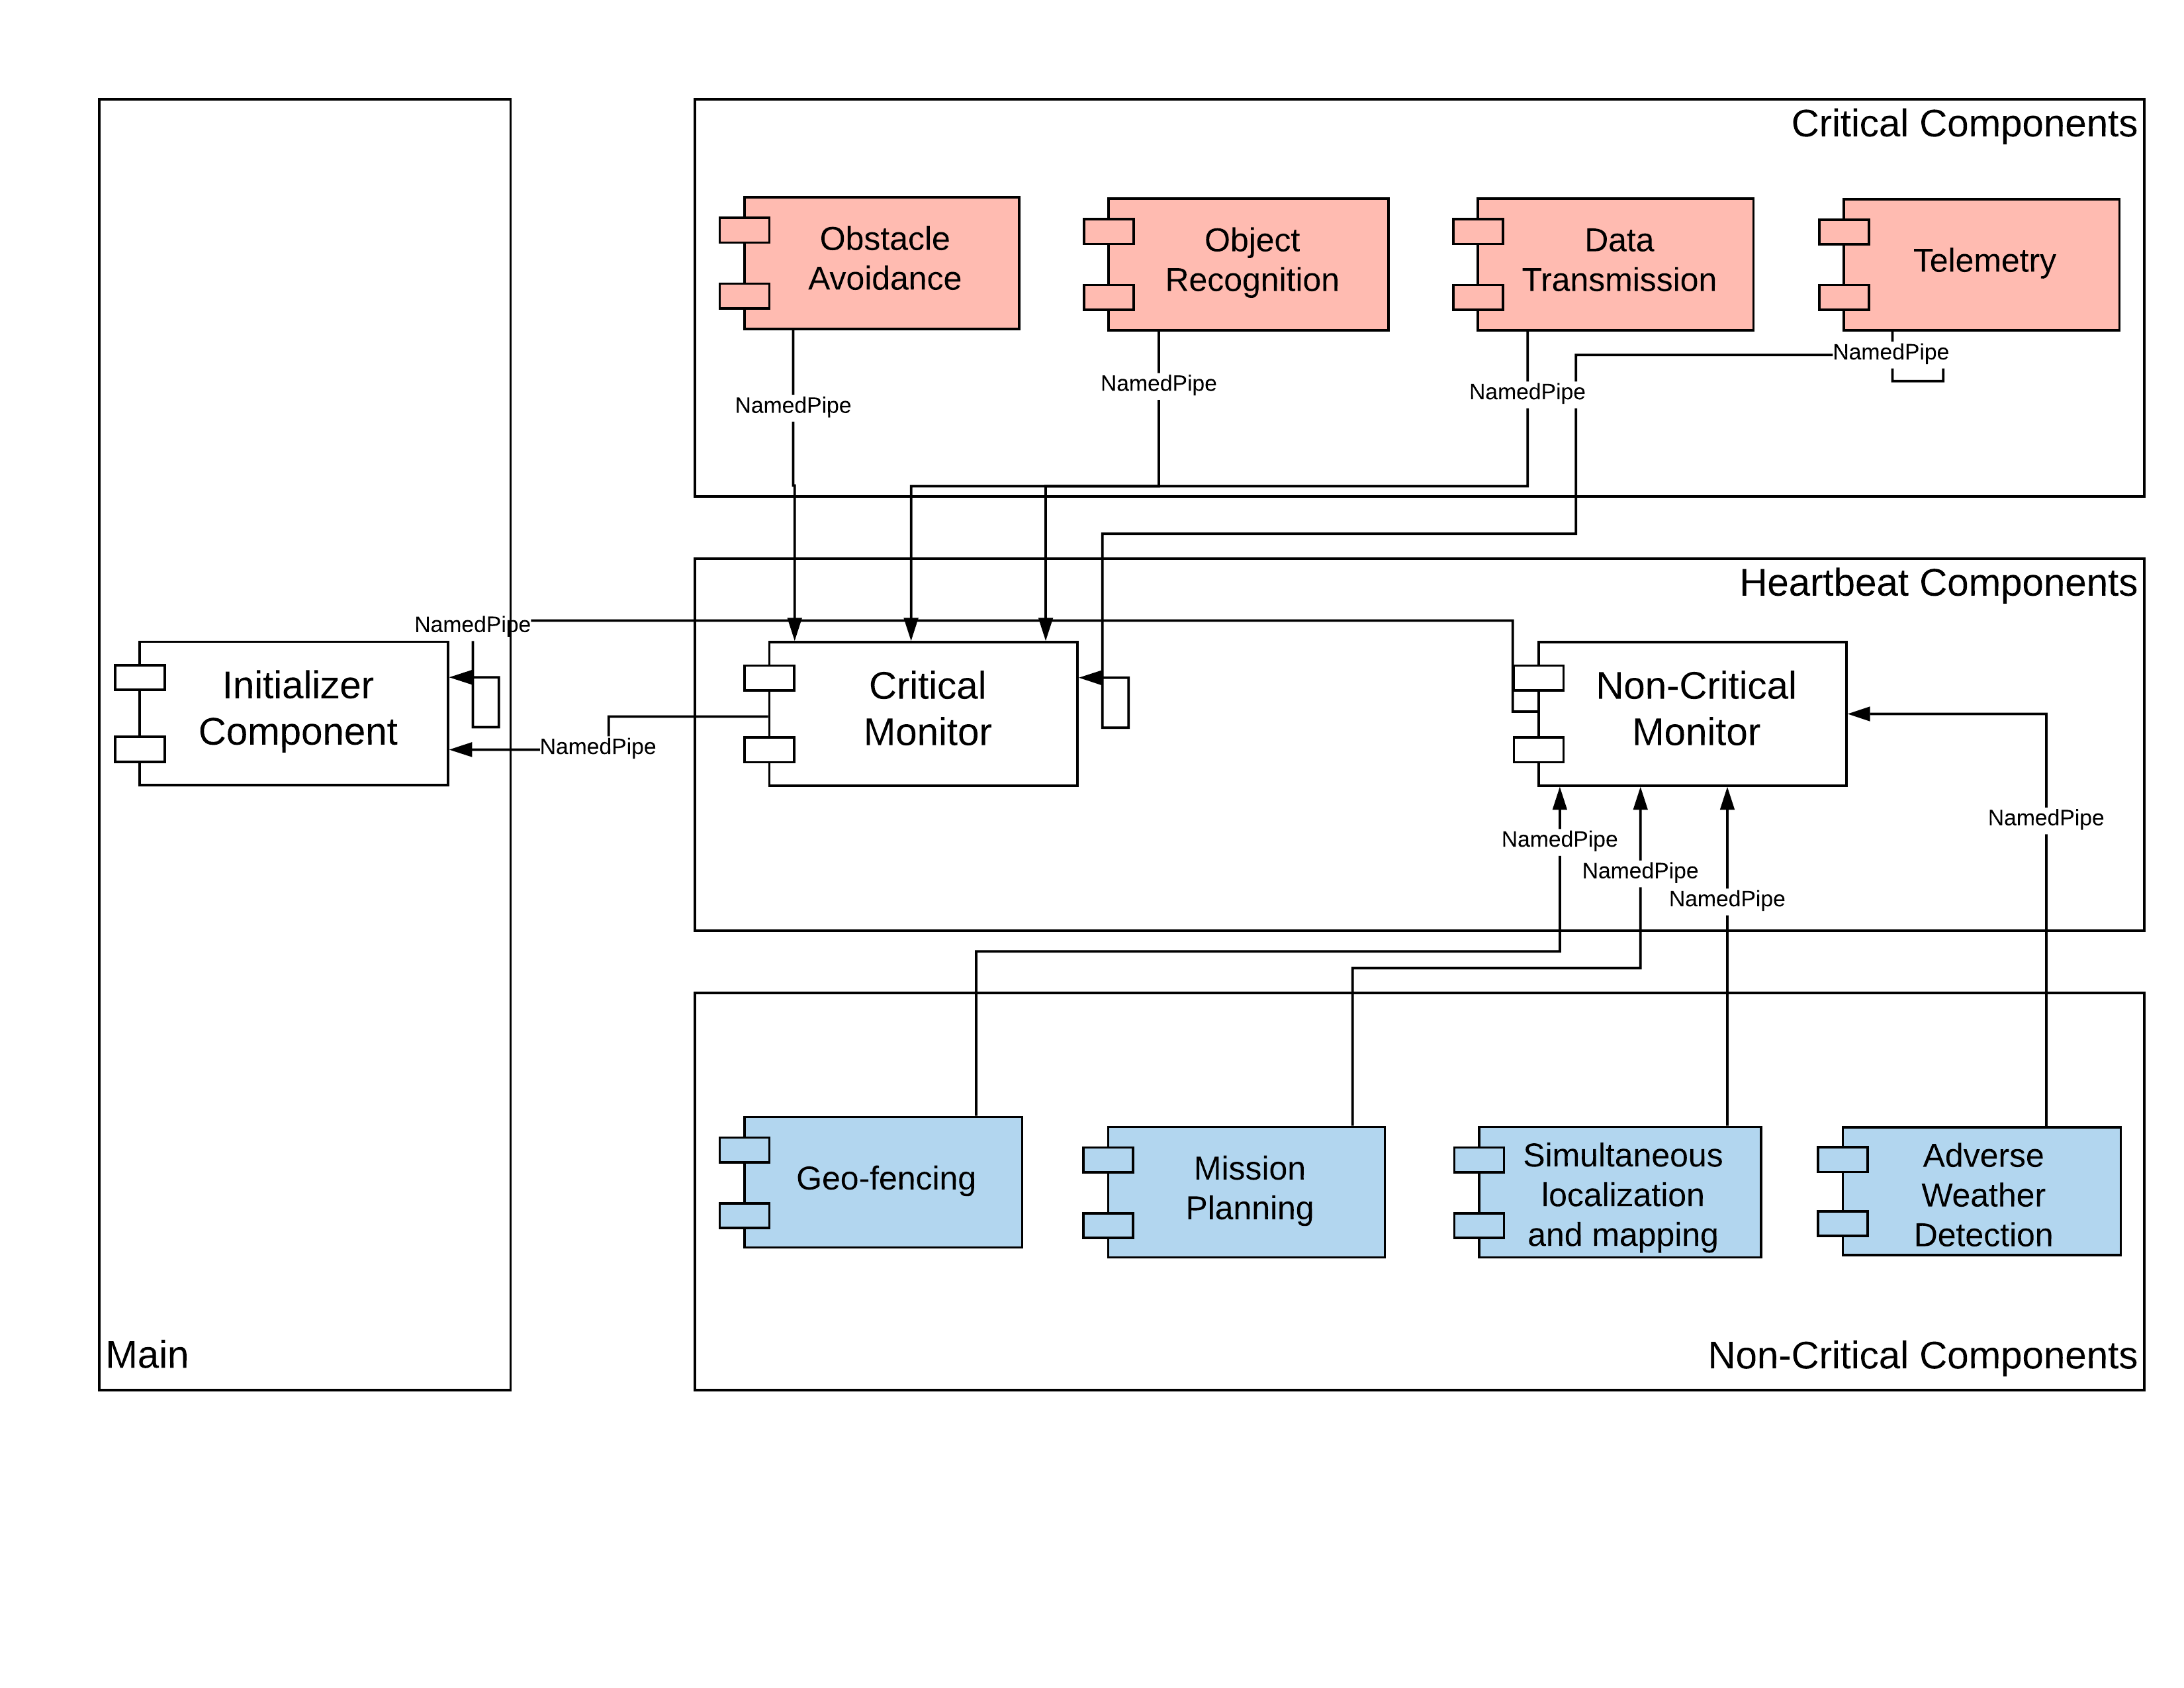 Critical Components
Obstacle
Avoidance
Object
Recognition
Data
Transmission
Telemetry
NamedPipe
NamedPipe
NamedPipe
NamedPipe
Heartbeat Components
NamedPipe
Initializer
Component
NamedPipe
Critical
Monitor
Non-Critical
Monitor
NamedPipe
NamedPipe
NamedPipe
NamedPipe
Geo-fencing
Mission
Planning
Simultaneous
localization
and mapping
Adverse
Weather
Detection
Main
Non-Critical Components